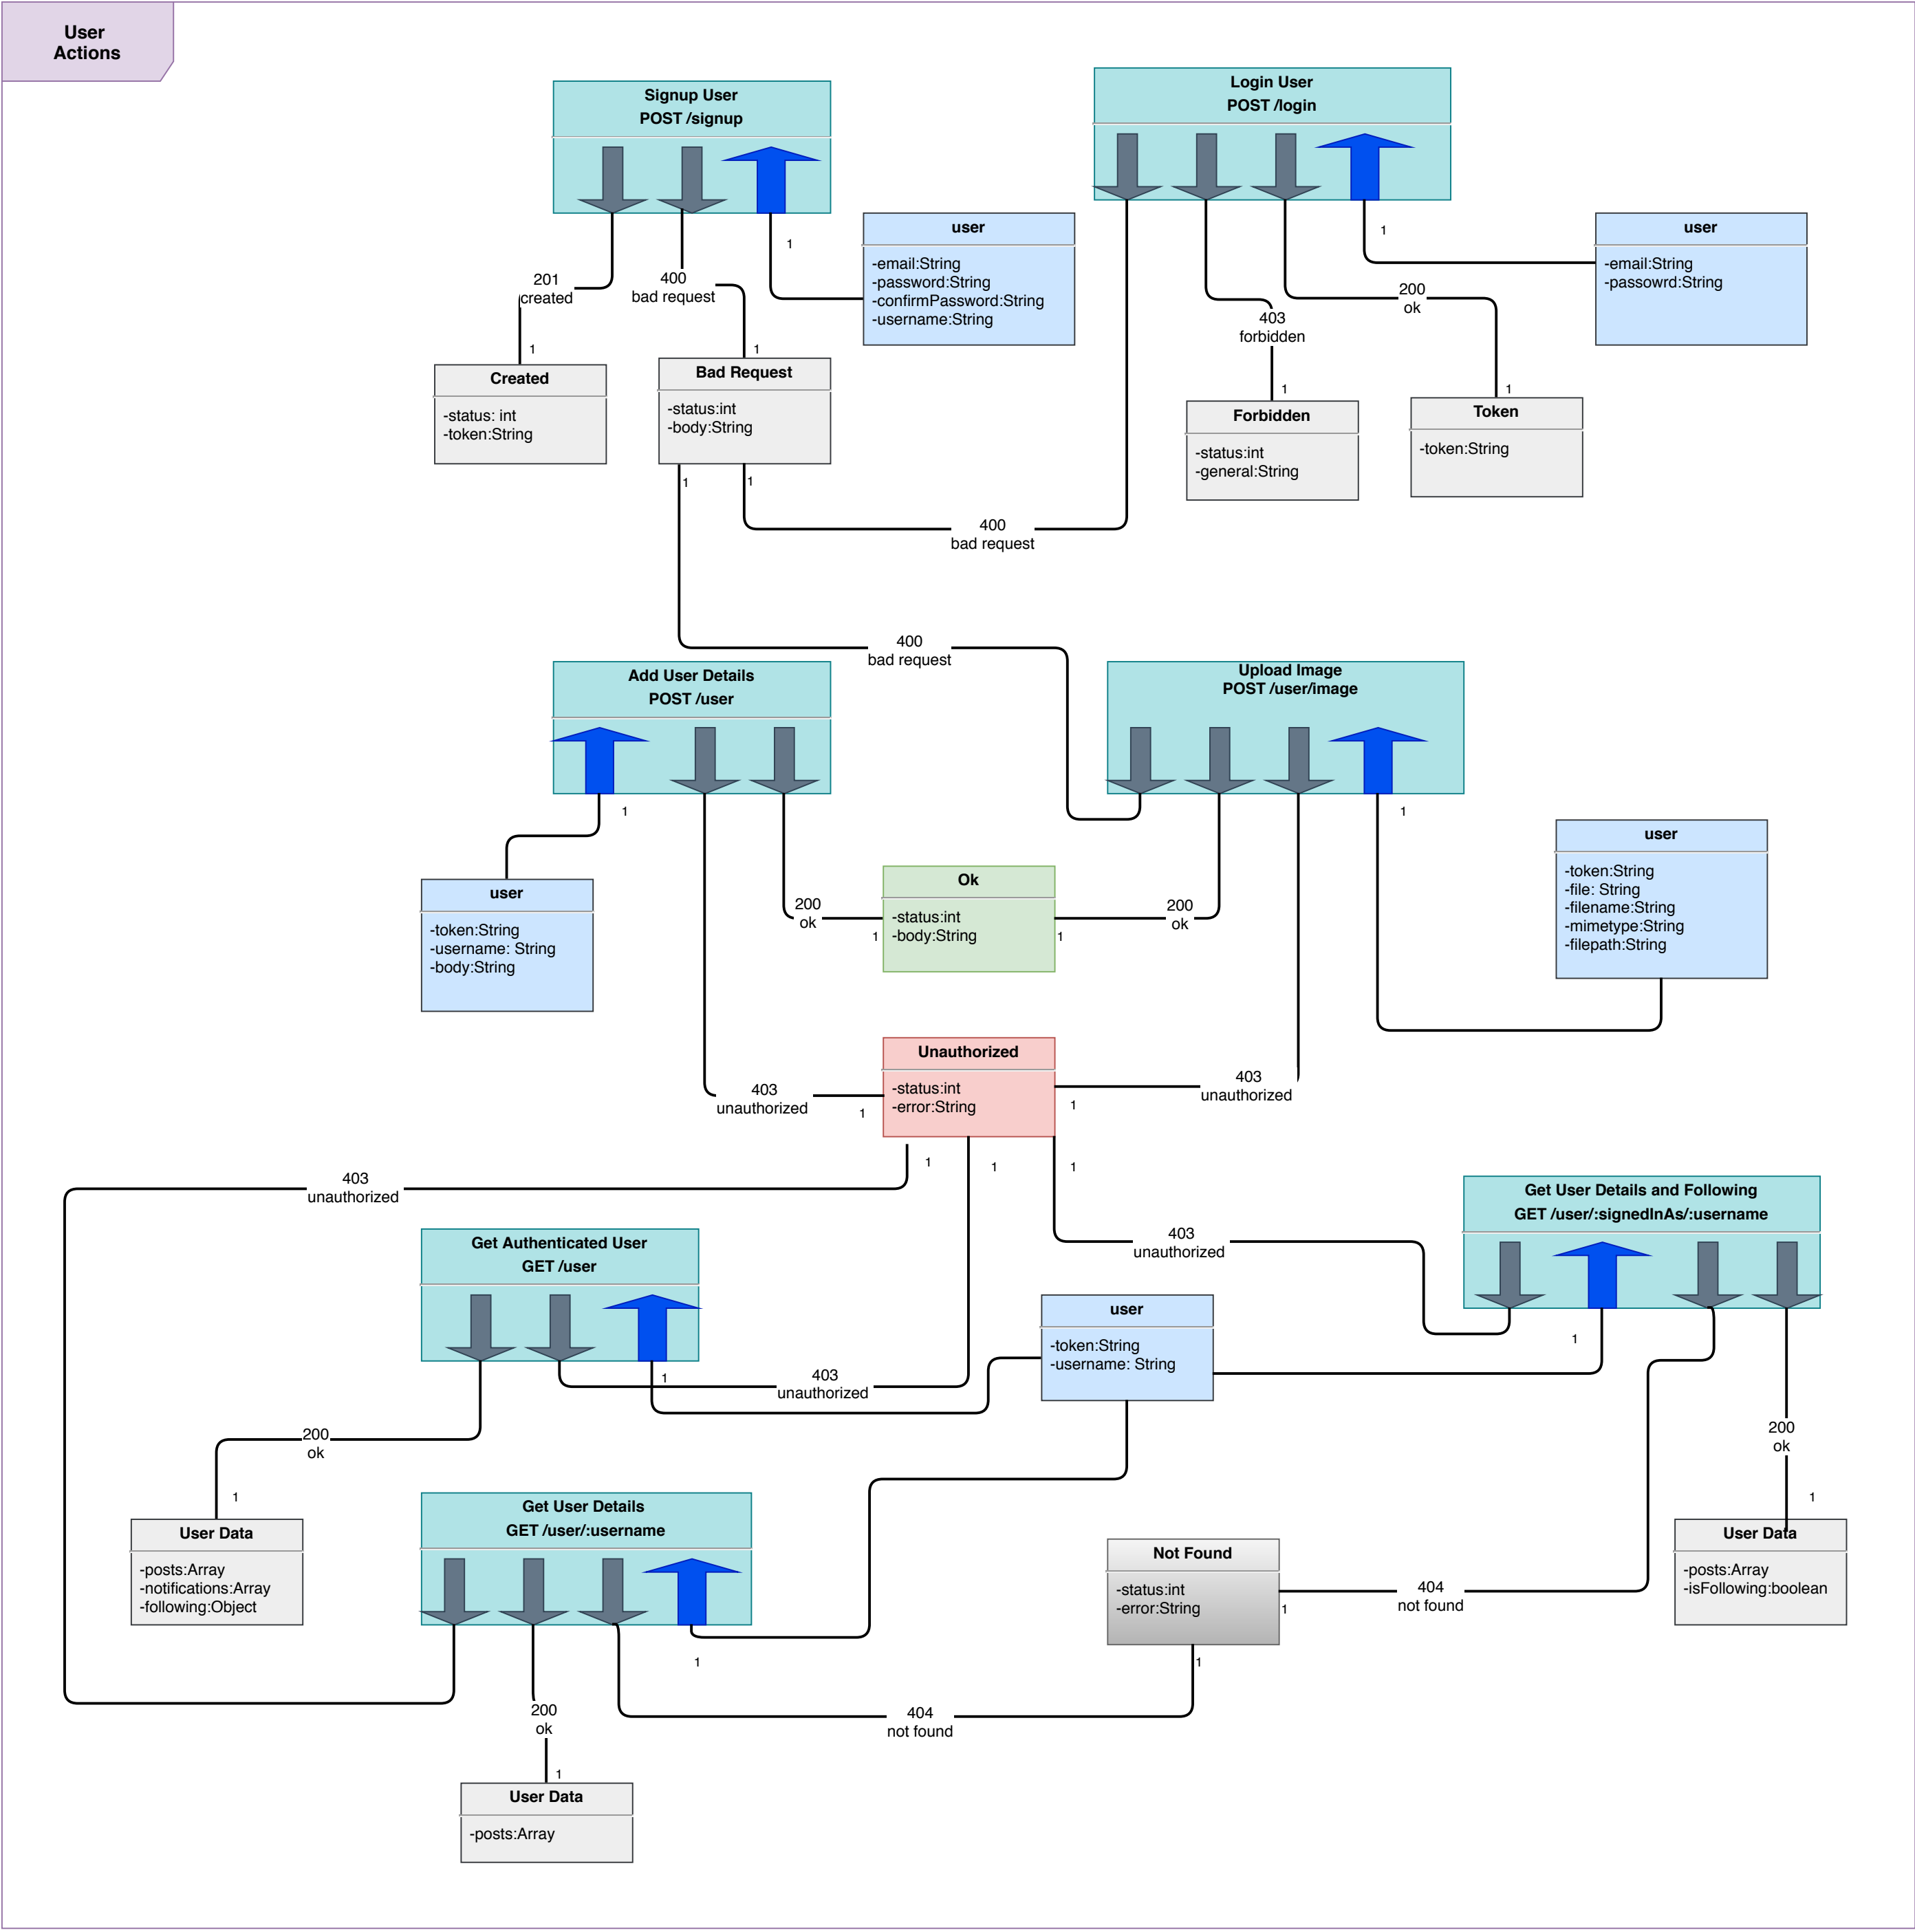 User
Actions
Signup User
POST /signup
Login User
POST /login
1
user
-email:String
-password:String
-confirmPassword:String
-username:String
1
user
-email:String
-passowrd:String
201
created
400
bad request
200
ok
403
forbidden
1
1
1
1
Created
-status: int
-token:String
Bad Request
-status:int
-body:String
Forbidden
-status:int
-general:String
Token
-token:String
1
1
400
bad request
400
bad request
Add User Details
POST /user
Upload Image
POST /user/image
1
1
user
-token:String
-file: String
-filename:String
-mimetype:String
-filepath:String
user
-token:String
-username: String
-body:String
200
ok
Ok
-status:int
-body:String
200
ok
1
1
Unauthorized
-status:int
-error:String
403
unauthorized
403
unauthorized
1
1
1
1
1
403
unauthorized
Get User Details and Following
GET /user/:signedInAs/:username
403
unauthorized
Get Authenticated User
GET /user
user
-token:String
-username: String
1
1
403
unauthorized
200
ok
200
ok
1
1
User Data
-posts:Array
-notifications:Array
-following:Object
Get User Details
GET /user/:username
Not Found
-status:int
-error:String
404
not found
User Data
-posts:Array
-isFollowing:boolean
1
1
1
200
ok
404
not found
1
User Data
-posts:Array